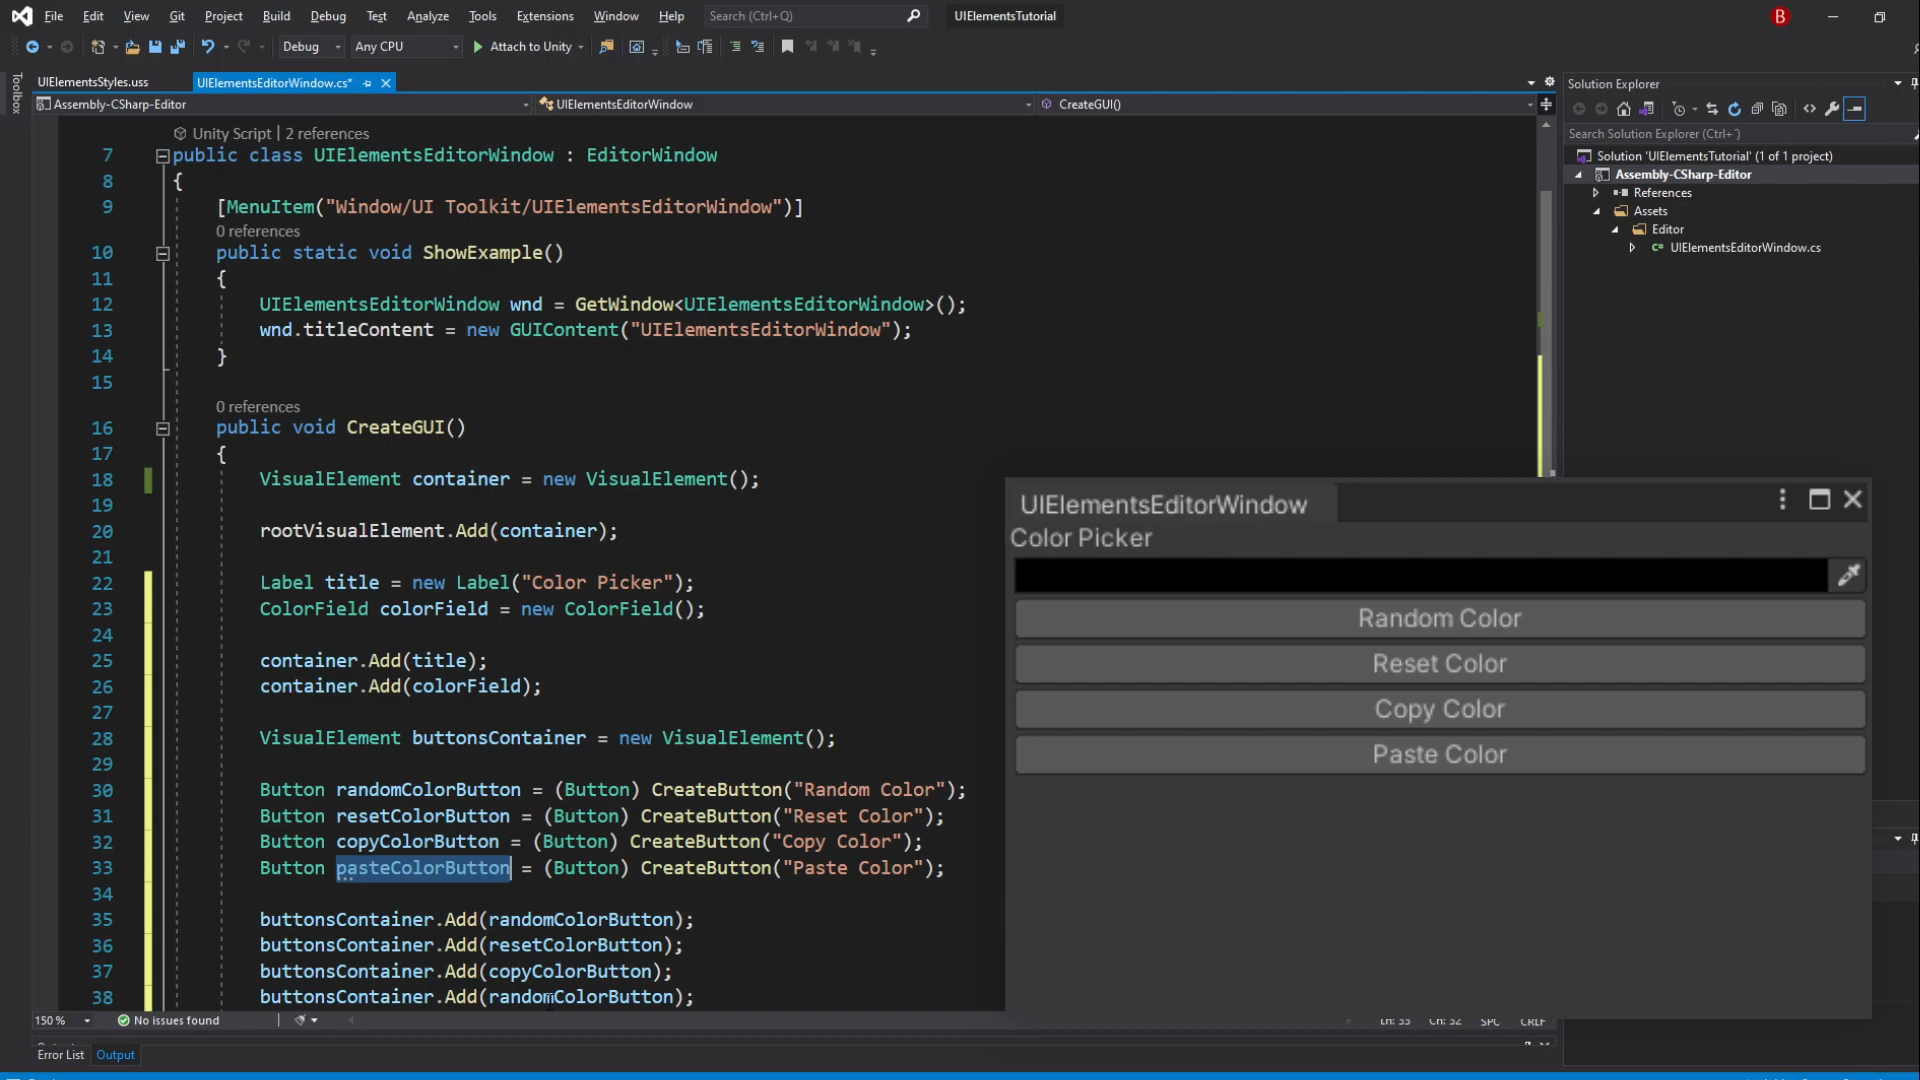 File Edit View Git Project Build Debug Test Analyze Tools Extensions Window Help Search (Ctrl+Q) UIElementsTutorial B
Debug Any CPU Attach to Unity
Toolbox
UIElementsStyles.uss UIElementsEditorWindow.cs*
Assembly-CSharp-Editor UIElementsEditorWindow CreateGUI()
Unity Script | 2 references
7 public class UIElementsEditorWindow : EditorWindow
8 {
9 [MenuItem("Window/UI Toolkit/UIElementsEditorWindow")]
0 references
10 public static void ShowExample()
11 {
12 UIElementsEditorWindow wnd = GetWindow<UIElementsEditorWindow>();
13 wnd.titleContent = new GUIContent("UIElementsEditorWindow");
14 }
15
0 references
16 public void CreateGUI()
17 {
18 VisualElement container = new VisualElement();
19
20 rootVisualElement.Add(container);
21
22 Label title = new Label("Color Picker");
23 ColorField colorField = new ColorField();
24
25 container.Add(title);
26 container.Add(colorField);
27
28 VisualElement buttonsContainer = new VisualElement();
29
30 Button randomColorButton = (Button) CreateButton("Random Color");
31 Button resetColorButton = (Button) CreateButton("Reset Color");
32 Button copyColorButton = (Button) CreateButton("Copy Color");
33 Button pasteColorButton = (Button) CreateButton("Paste Color");
34
35 buttonsContainer.Add(randomColorButton);
36 buttonsContainer.Add(resetColorButton);
37 buttonsContainer.Add(copyColorButton);
38 buttonsContainer.Add(randomColorButton);
150 % No issues found Ln: 33 Ch: 32 SPC CRLF
Error List Output
Solution Explorer
Search Solution Explorer (Ctrl+¨)
Solution 'UIElementsTutorial' (1 of 1 project)
Assembly-CSharp-Editor
References
Assets
Editor
C# UIElementsEditorWindow.cs
UIElementsEditorWindow
Color Picker
Random Color
Reset Color
Copy Color
Paste Color